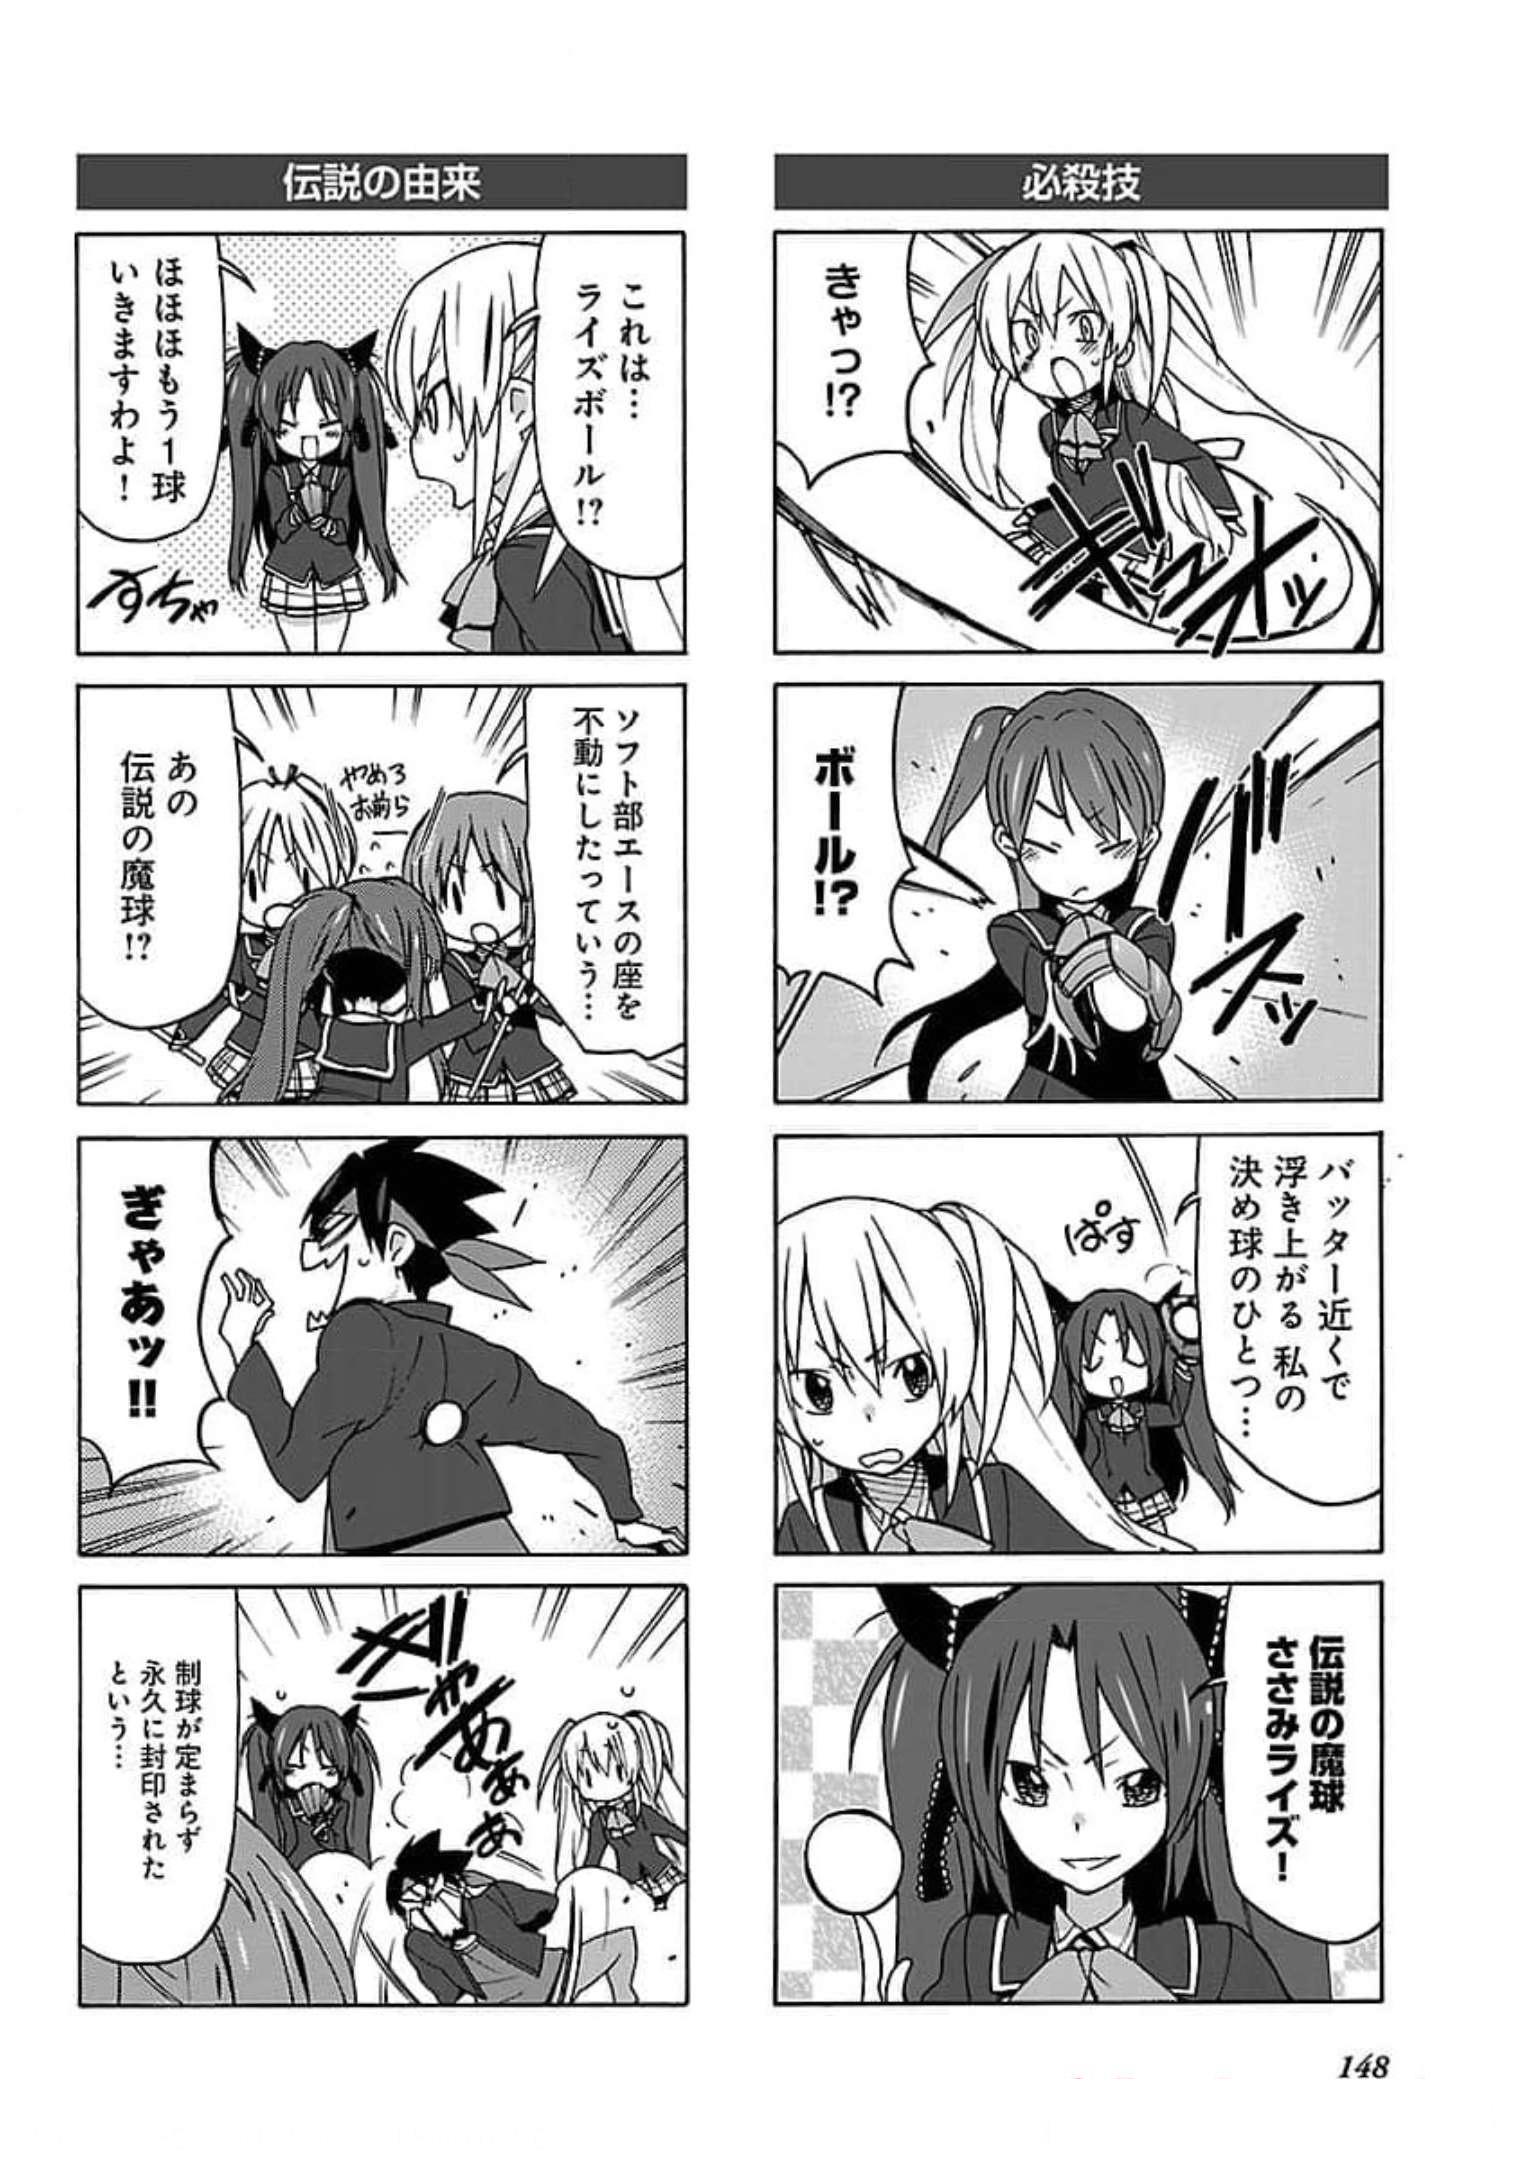 必殺技
きゃっ!?
ギュオッ
ボール!?
バスッ
バッター近くで
浮き上がる 私の
決め球のひとつ…
ぱす
伝説の魔球
ささみライズ!
伝説の由来
これは…
ライズボール!?
ほほほもう1球
いきますわよ!
すちゃ
ソフト部エースの座を
不動にしたっていう…
やめろ
お前らー
あの
伝説の魔球!?
ぎゃあッ!!
ギャあぁあぁ
制球が定まらず
永久に封印された
という…
148